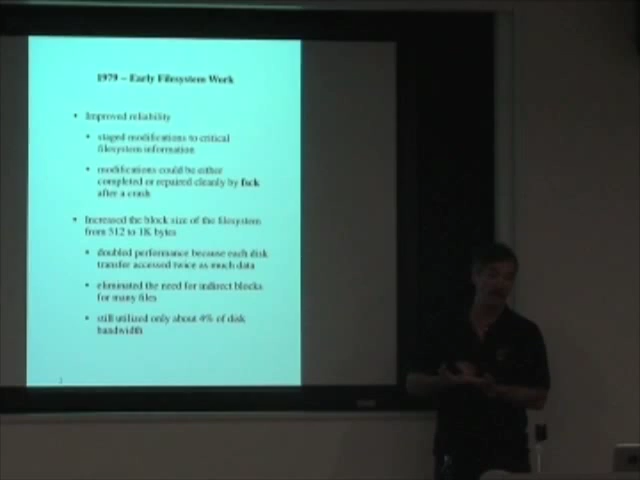 1979 – Early Filesystem Work
• Improved reliability
• staged modifications to critical
filesystem information
• modifications could be either
completed or repaired cleanly by fsck
after a crash
• Increased the block size of the filesystem
from 512 to 1K bytes
• doubled performance because each disk
transfer accessed twice as much data
• eliminated the need for indirect blocks
for many files
• still utilized only about 4% of disk
bandwidth